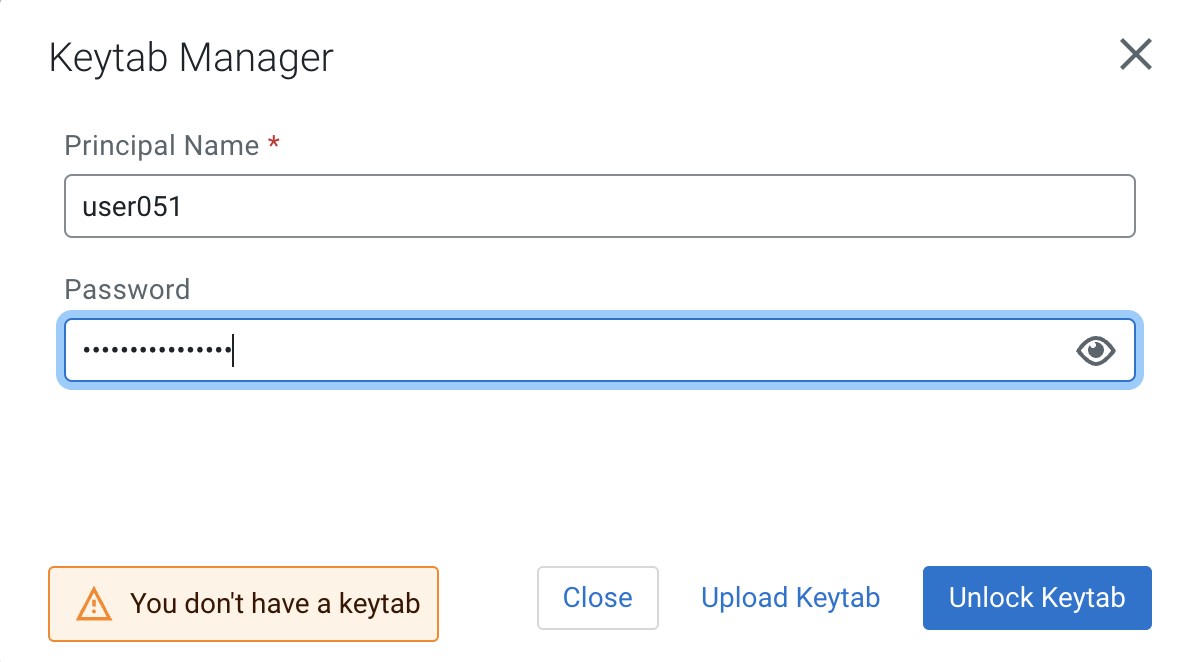 Keytab Manager
Principal Name *
user051
Password
••••••••••••••••
You don't have a keytab
Close
Upload Keytab
Unlock Keytab